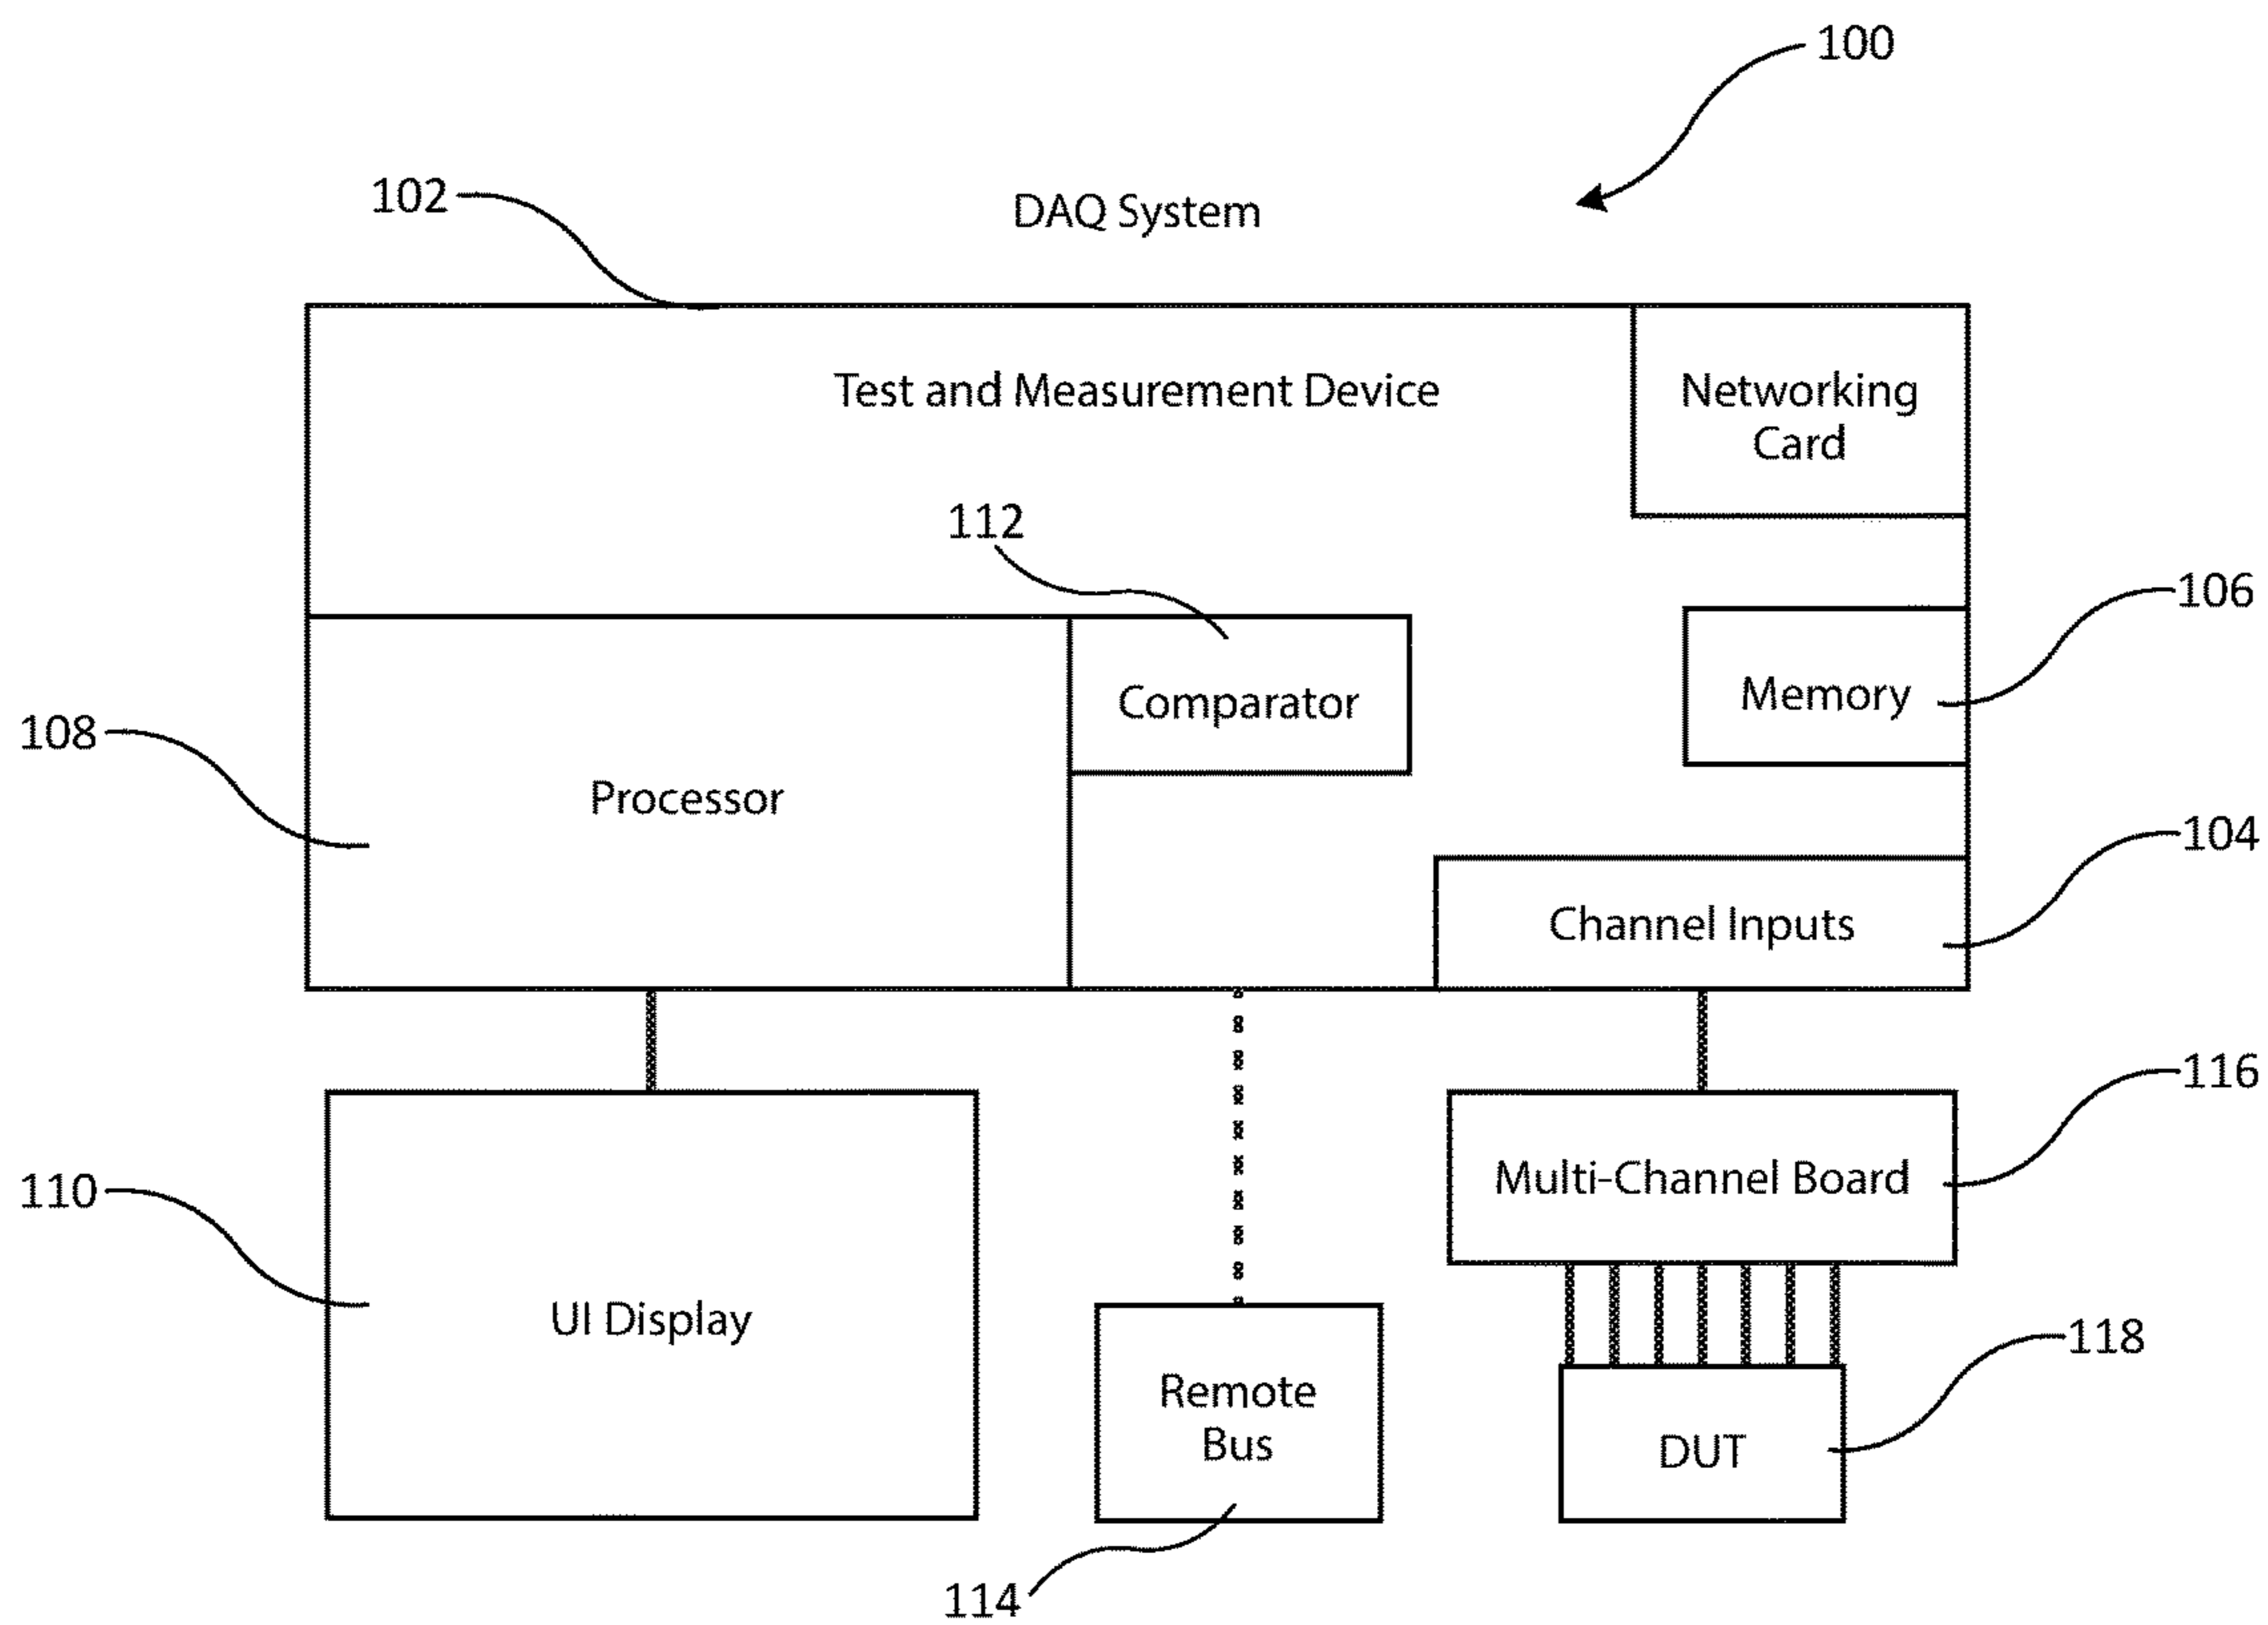 100
102
DAQ System
Test and Measurement Device
Networking
Card
112
106
Memory
Comparator
108
Processor
104
Channel Inputs
116
Multi-Channel Board
110
UI Display
118
Remote
Bus
DUT
114